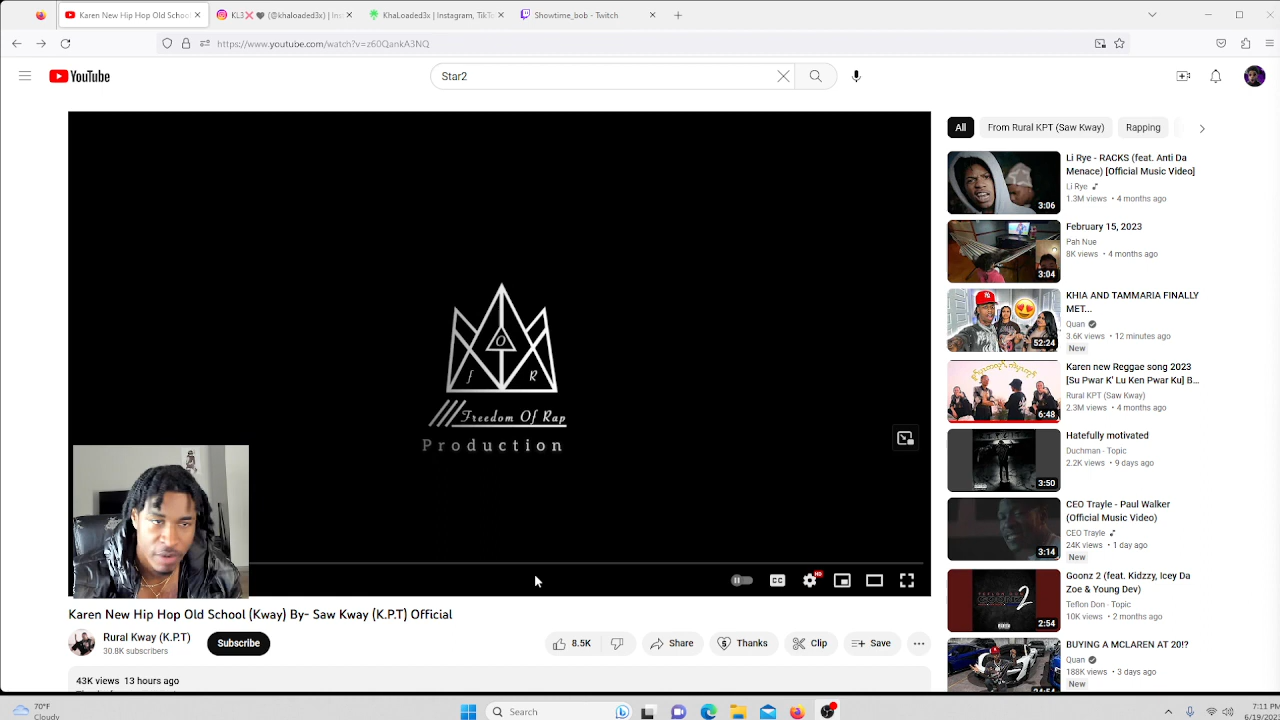 Karen New Hip Hop Old School
KL3❌🖤 (@khaloaded3x) | Ins
KhaLoaded3x | Instagram, TikTo
Showtime_bob - Twitch
https://www.youtube.com/watch?v=z60QankA3NQ
YouTube
Star2
All
From Rural KPT (Saw Kway)
Rapping
O
f R
Freedom Of Rap
Production
CC
HD
Karen New Hip Hop Old School (Kway) By- Saw Kway (K.P.T) Official
Rural Kway (K.P.T)
30.8K subscribers
Subscribe
8.5K
Share
Thanks
Clip
Save
43K views 13 hours ago
Li Rye - RACKS (feat. Anti Da
Menace) [Official Music Video]
Li Rye
1.3M views • 4 months ago
3:06
February 15, 2023
Pah Nue
8K views • 4 months ago
3:04
KHIA AND TAMMARIA FINALLY
MET...
Quan
3.6K views • 12 minutes ago
New
52:24
Karen new Reggae song 2023
[Su Pwar K' Lu Ken Pwar Ku] B...
Rural KPT (Saw Kway)
2.3M views • 4 months ago
6:48
Hatefully motivated
Duchman - Topic
2.2K views • 9 days ago
3:50
CEO Trayle - Paul Walker
(Official Music Video)
CEO Trayle
24K views • 1 day ago
New
3:14
Goonz 2 (feat. Kidzzy, Icey Da
Zoe & Young Dev)
Teflon Don · Topic
10K views • 2 months ago
2:54
BUYING A MCLAREN AT 20!?
Quan
188K views • 3 days ago
New
70°F
Cloudy
Search
7:11 PM